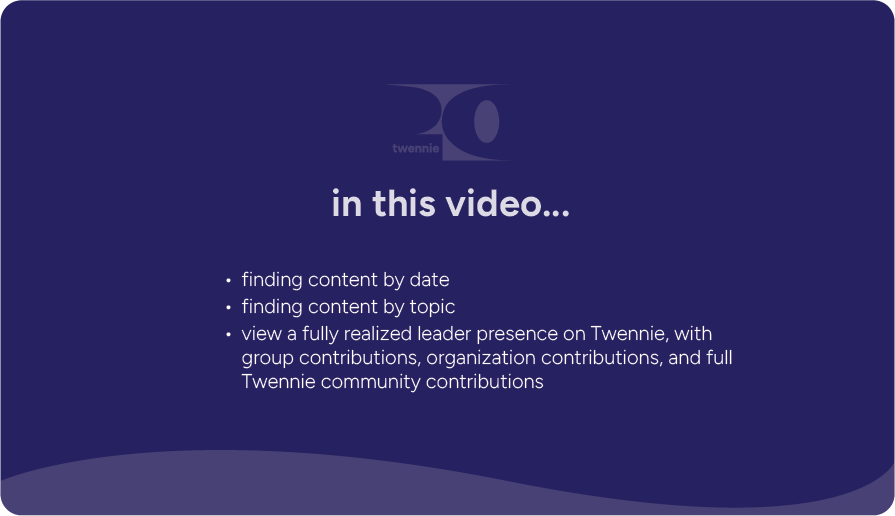 20
twennie
in this video...
• finding content by date
• finding content by topic
• view a fully realized leader presence on Twennie, with
group contributions, organization contributions, and full
Twennie community contributions